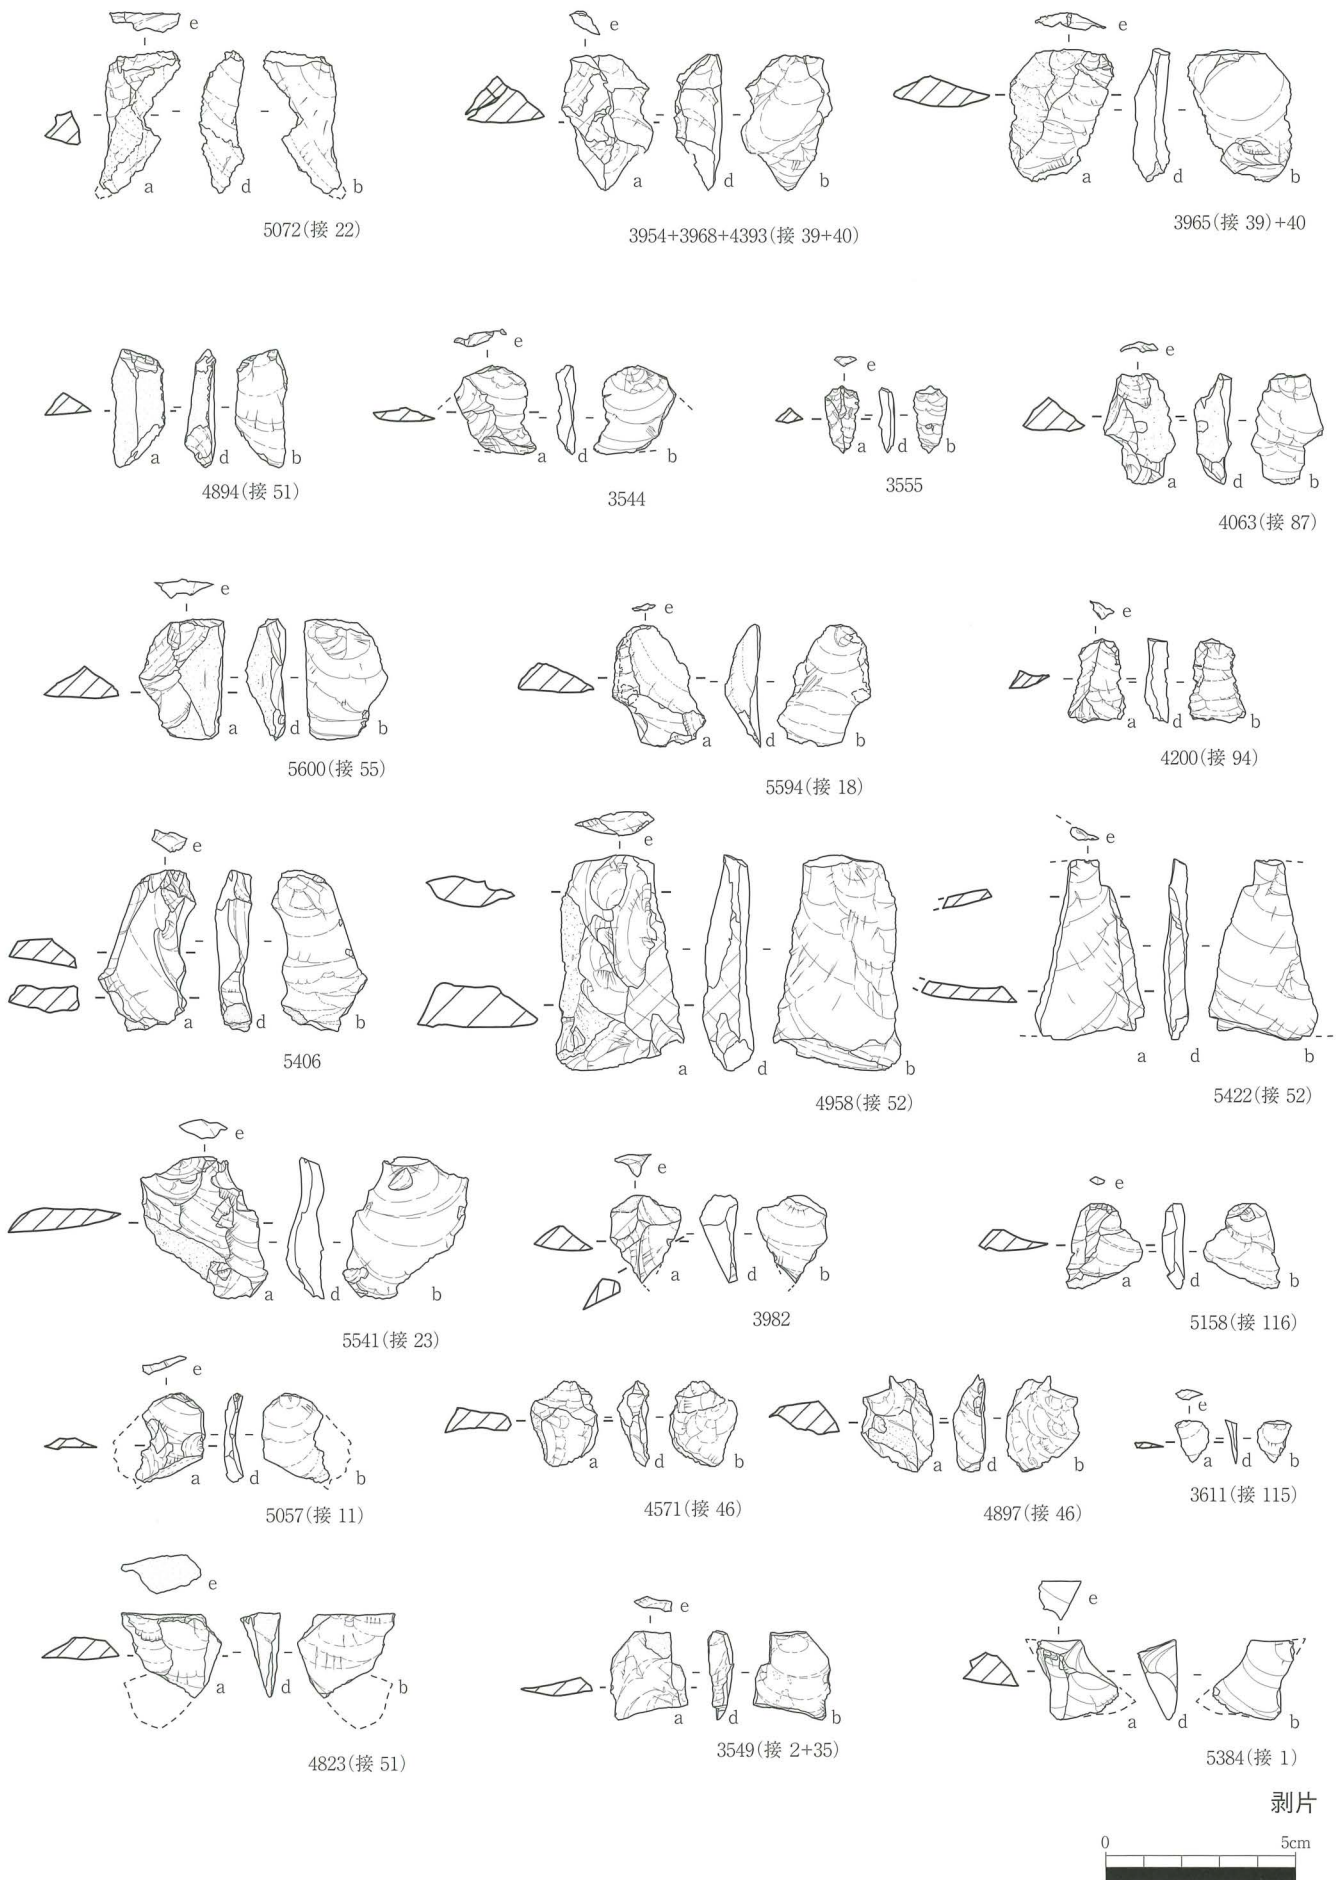 e e e
a d b a d b a d b
5072(接 22)
3954+3968+4393(接 39+40)
3965(接 39)+40
e e e
a d b a d b a d b a d b
4894(接 51)
3544
3555
4063(接 87)
e e e
a d b a d b a d b
5600(接 55)
5594(接 18)
4200(接 94)
e e e
a d b a d b a d b
5406
4958(接 52)
5422(接 52)
e e e
a d b a d b a d b
5541(接 23)
3982
5158(接 116)
e e
a d b a d b a d b a d b
5057(接 11)
4571(接 46)
4897(接 46)
3611(接 115)
e e e
a d b a d b a d b
4823(接 51)
3549(接 2+35)
5384(接 1)
剥片
0 5cm